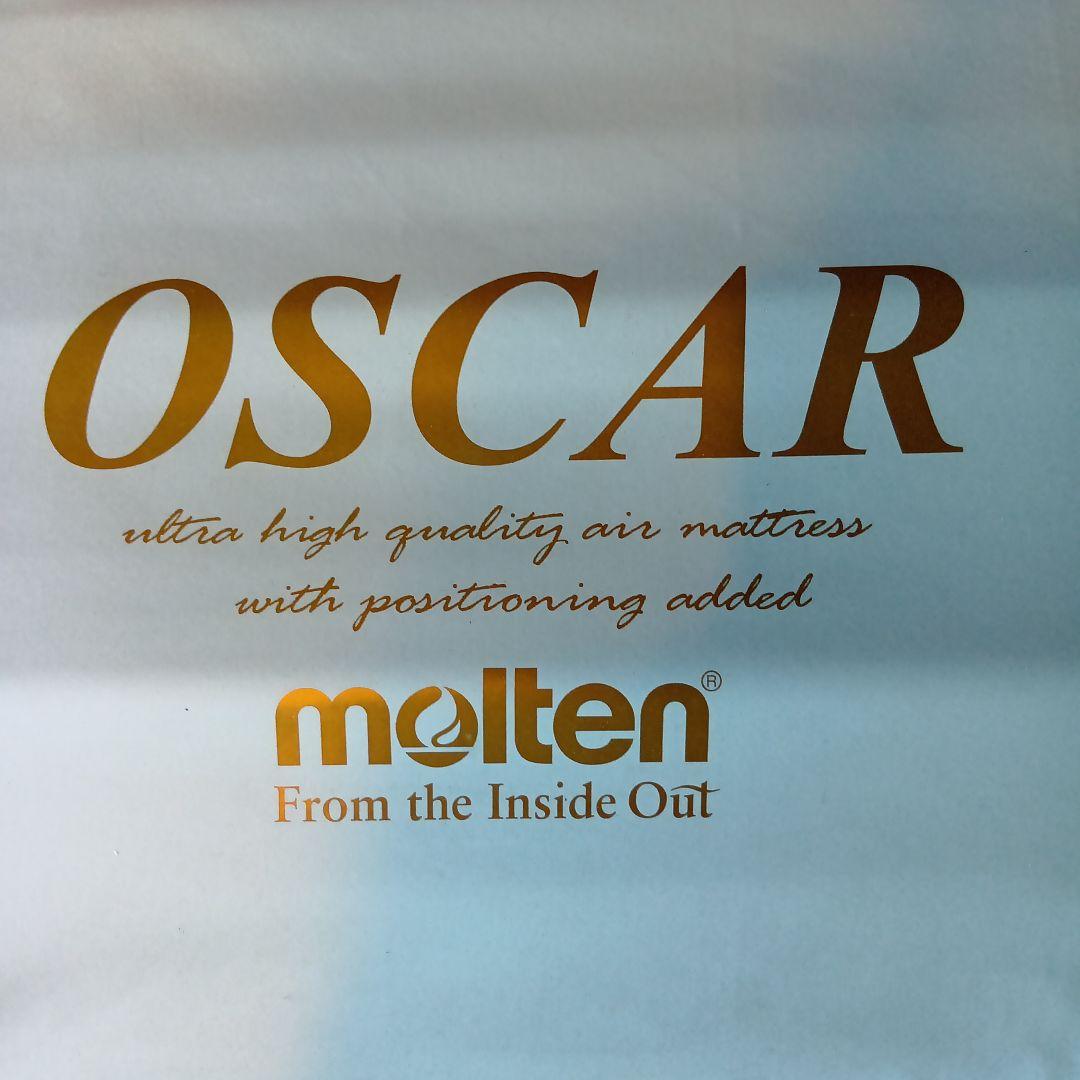 OSCAR
ultra high quality air mattress
with positioning added
molten®
From the Inside Out